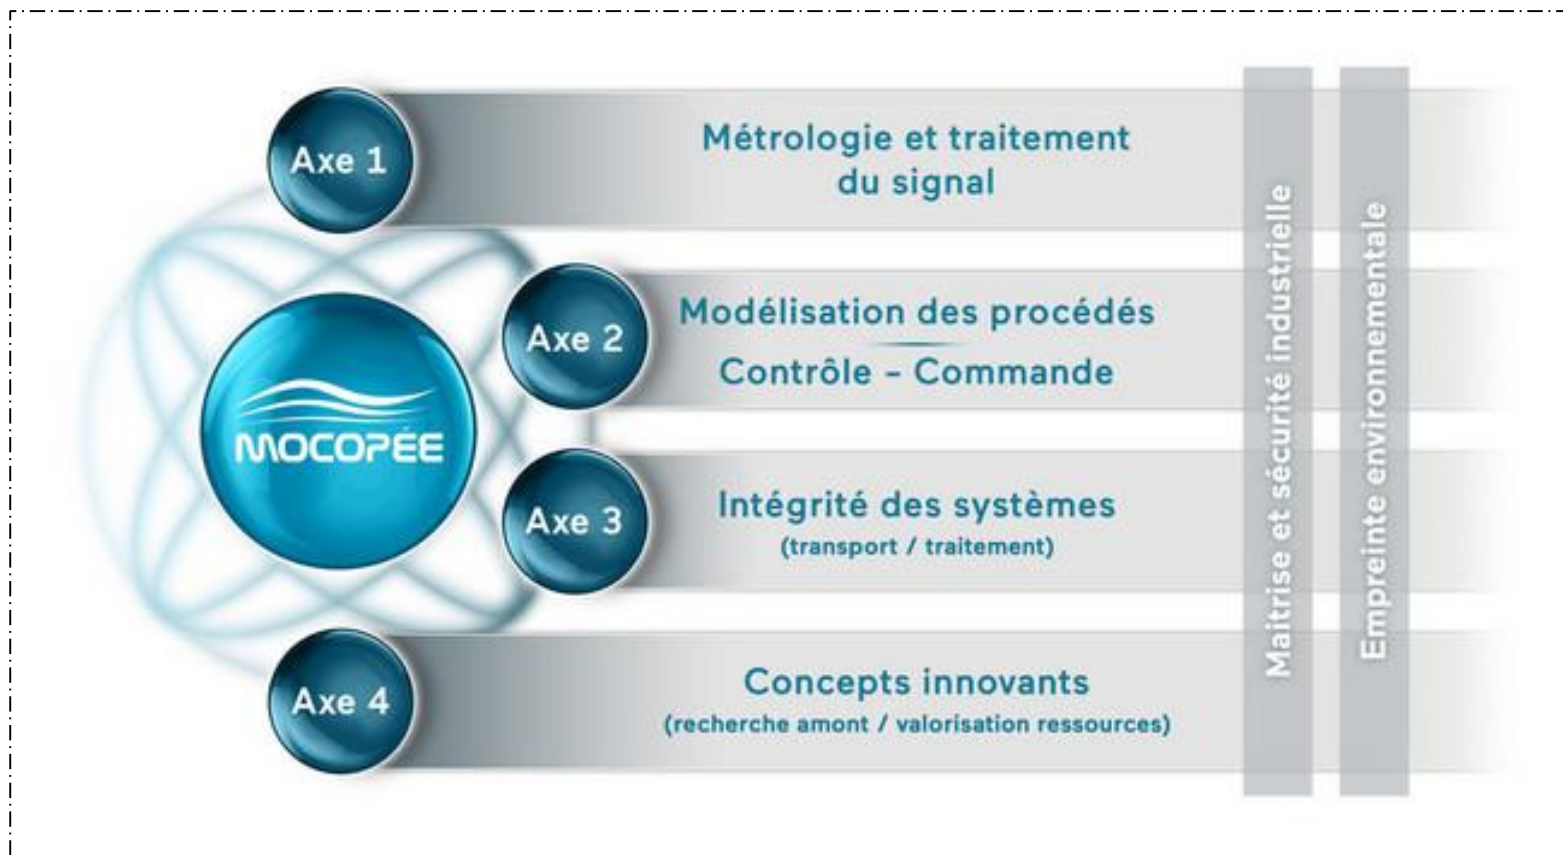 Axe 1
Métrologie et traitement
du signal
Axe 2
Modélisation des procédés
Contrôle - Commande
MOCOPÉE
Axe 3
Intégrité des systèmes
(transport / traitement)
Axe 4
Concepts innovants
(recherche amont / valorisation ressources)
Maitrise et sécurité industrielle
Empreinte environnementale